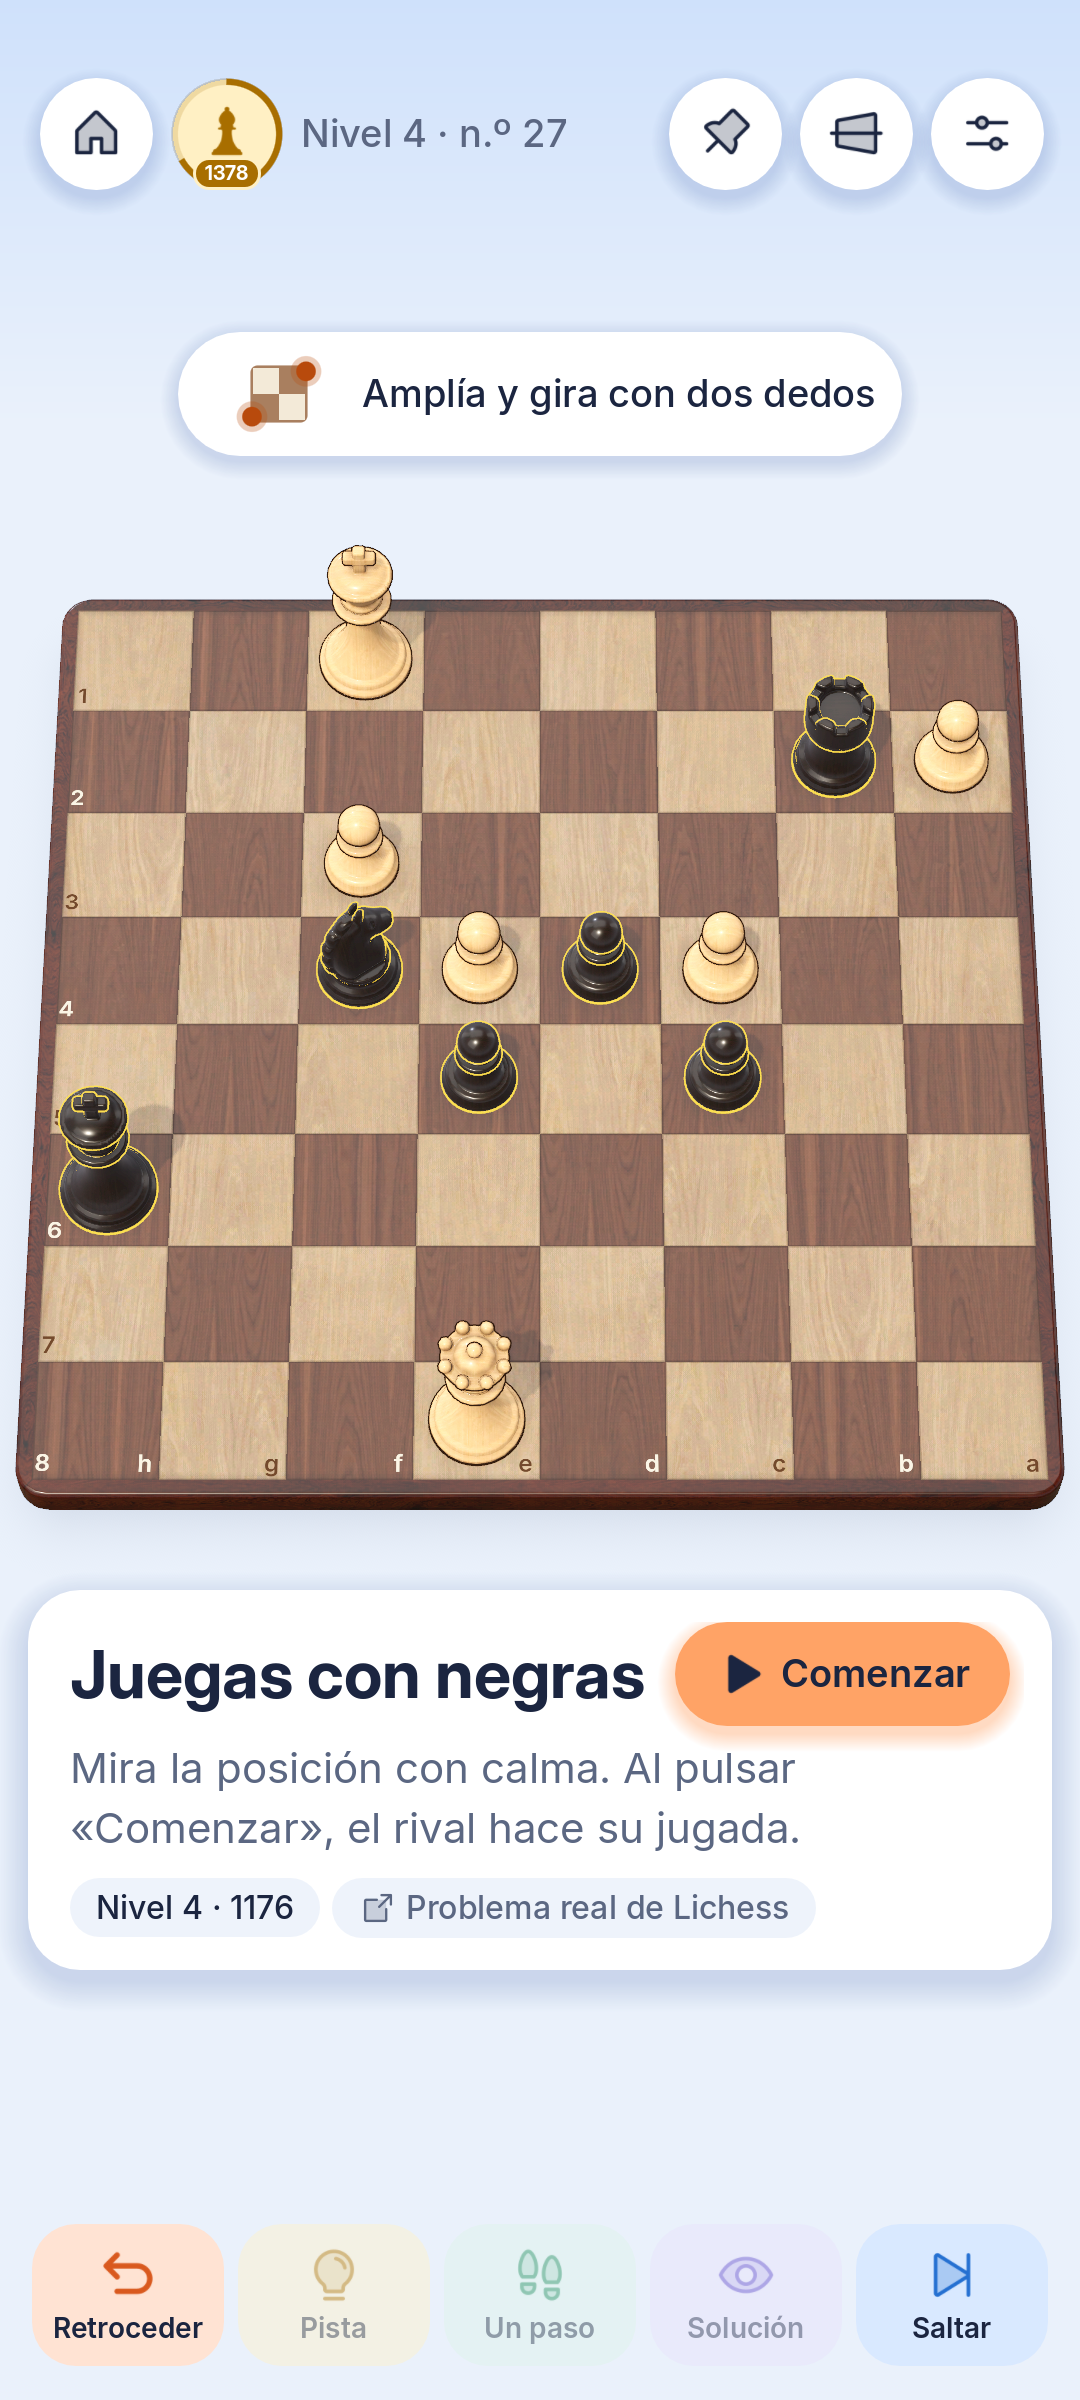 Nivel 4 · n.º 27
1378
Amplía y gira con dos dedos
1
2
3
4
6
7
8 h g f e d c b a
Juegas con negras
Comenzar
Mira la posición con calma. Al pulsar
«Comenzar», el rival hace su jugada.
Nivel 4 · 1176
Problema real de Lichess
Retroceder
Pista
Un paso
Solución
Saltar